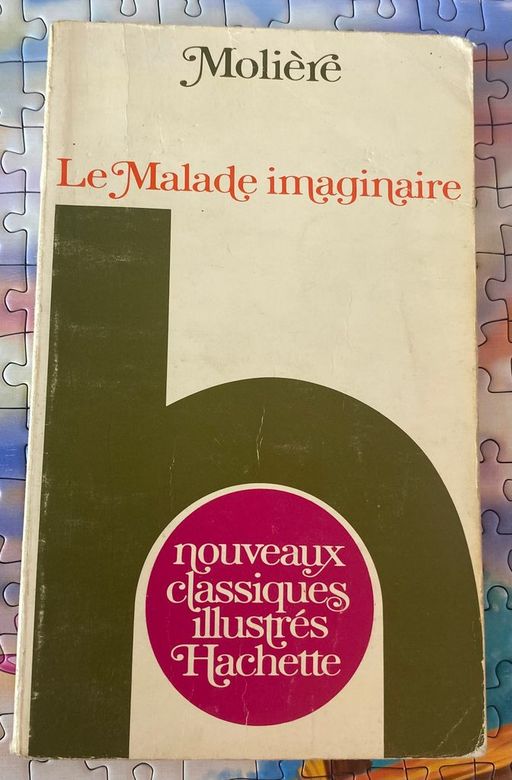 Molière
Le Malade imaginaire
nouveaux
classiques
illustrés
Hachette